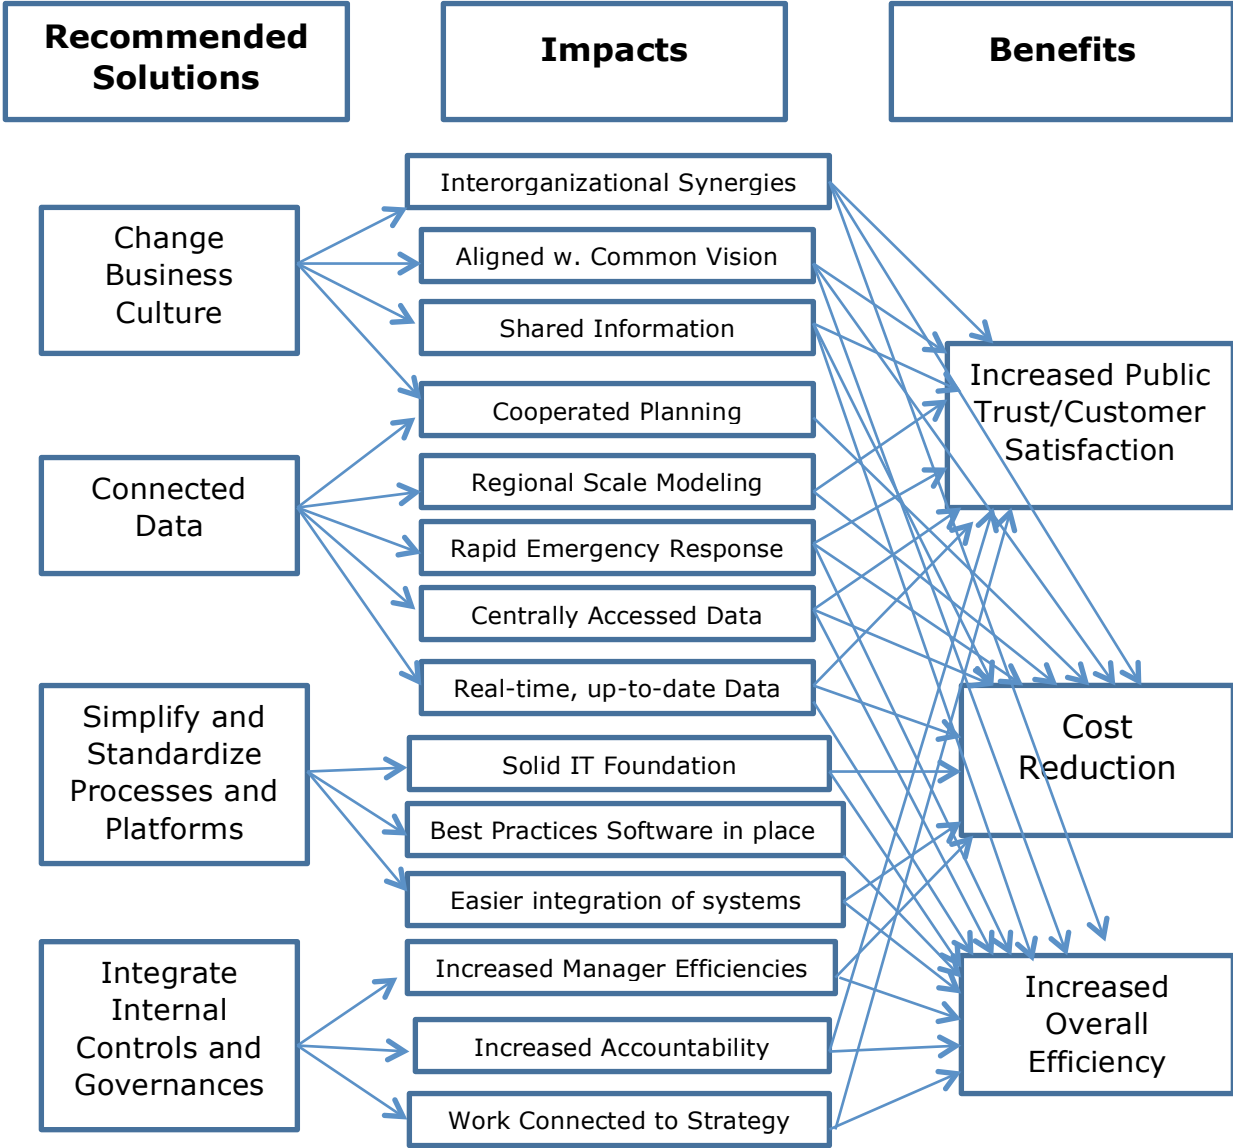 Recommended
Solutions
Impacts
Benefits
Change
Business
Culture
Connected
Data
Simplify and
Standardize
Processes and
Platforms
Integrate
Internal
Controls and
Governances
Interorganizational Synergies
Aligned w. Common Vision
Shared Information
Cooperated Planning
Regional Scale Modeling
Rapid Emergency Response
Centrally Accessed Data
Real-time, up-to-date Data
Solid IT Foundation
Best Practices Software in place
Easier integration of systems
Increased Manager Efficiencies
Increased Accountability
Work Connected to Strategy
Increased Public
Trust/Customer
Satisfaction
Cost
Reduction
Increased
Overall
Efficiency